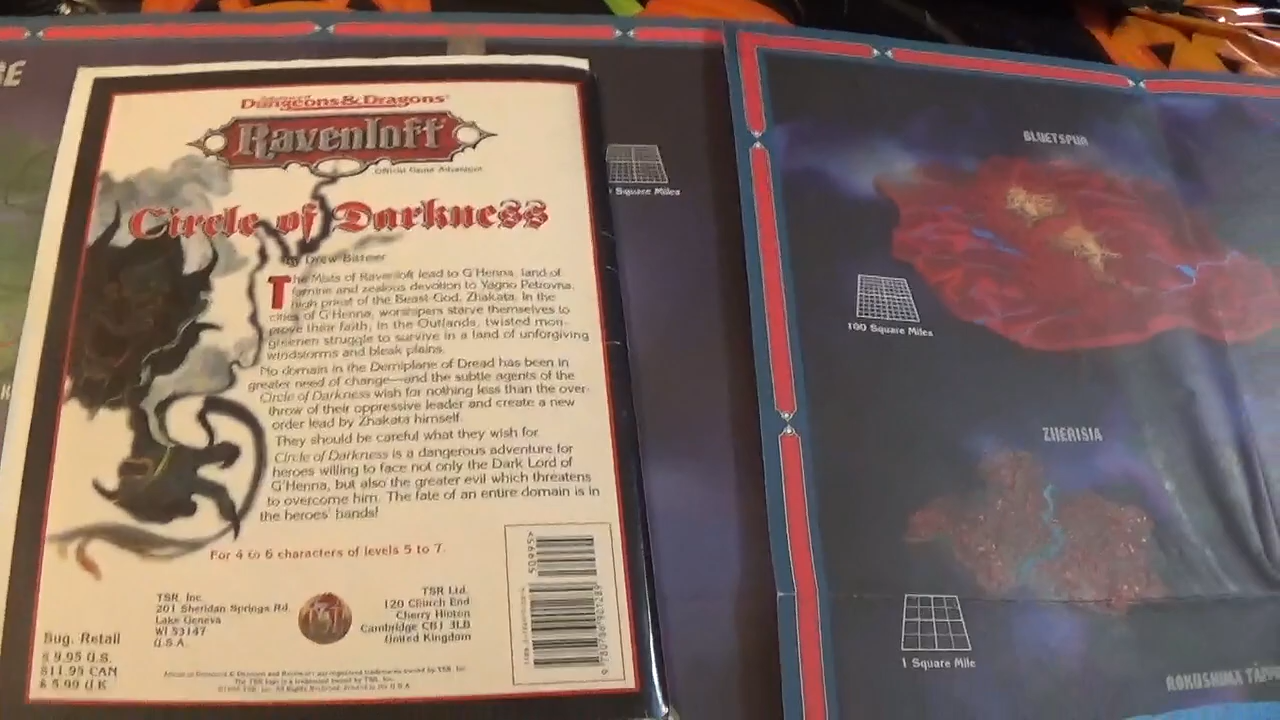 Dungeons & Dragons
Ravenloft
Official Game Adventure
Circle of Darkness
By Drew Bittner
The Mists of Ravenloft lead to G'Henna, land of
famine and zealous devotion to Yagno Petrovna,
high priest of the Beast-God, Zhakata. In the
cities of G'Henna, worshipers starve themselves to
prove their faith; in the Outlands, twisted mon-
grelmen struggle to survive in a land of unforgiving
windstorms and bleak plains.
No domain in the Demiplane of Dread has been in
greater need of change—and the subtle agents of the
Circle of Darkness wish for nothing less than the over-
throw of their oppressive leader and create a new
order lead by Zhakata himself.
They should be careful what they wish for.
Circle of Darkness is a dangerous adventure for
heroes willing to face not only the Dark Lord of
G'Henna, but also the greater evil which threatens
to overcome him. The fate of an entire domain is in
the heroes' hands!
For 4 to 6 characters of levels 5 to 7.
TSR, Inc.
201 Sheridan Springs Rd.
Lake Geneva
WI 53147
U.S.A.
TSR Ltd.
120 Church End
Cherry Hinton
Cambridge CB1 3LB
United Kingdom
Sug. Retail
$ 9.95 U.S.
$11.99 CAN
£ 5.99 U.K.
50995
Square Miles
BLUETSPUR
100 Square Miles
ZHERISIA
1 Square Mile
ROKUSHIMA